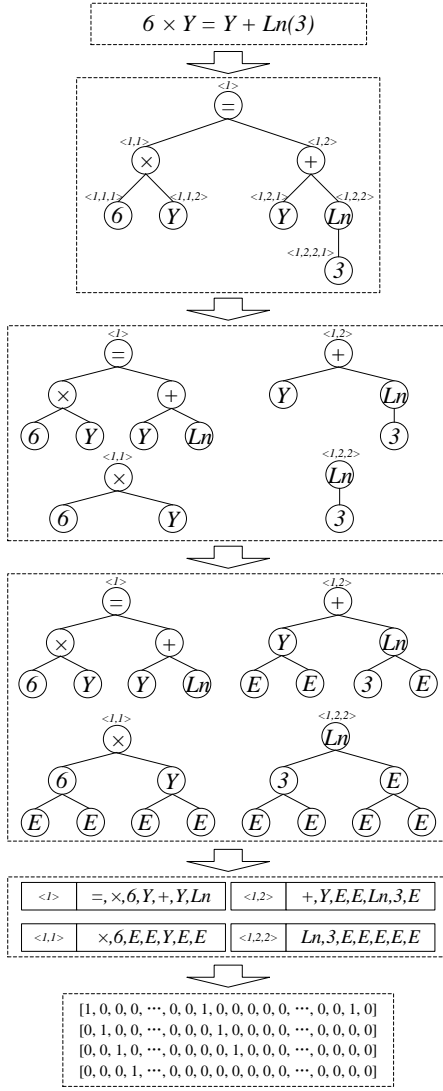 6 × Y = Y + Ln(3)
<1>
=
<1,1> <1,2>
× +
<1,1,1> <1,1,2> <1,2,1> <1,2,2>
6 Y Y Ln
<1,2,2,1>
3
<1> <1,2>
= +
× + Y Ln
6 Y Y Ln 3
<1,1> <1,2,2>
× Ln
6 Y 3
<1> <1,2>
= +
× + Y Ln
6 Y Y Ln E E 3 E
<1,1> <1,2,2>
× Ln
6 Y 3 E
E E E E E E E E
<1> =,×,6,Y,+,Y,Ln <1,2> +,Y,E,E,Ln,3,E
<1,1> ×,6,E,E,Y,E,E <1,2,2> Ln,3,E,E,E,E,E
[1, 0, 0, 0, ···, 0, 0, 1, 0, 0, 0, 0, 0, ···, 0, 0, 1, 0]
[0, 1, 0, 0, ···, 0, 0, 0, 1, 0, 0, 0, 0, ···, 0, 0, 0, 0]
[0, 0, 1, 0, ···, 0, 0, 0, 0, 1, 0, 0, 0, ···, 0, 0, 0, 0]
[0, 0, 0, 1, ···, 0, 0, 0, 0, 0, 0, 0, 0, ···, 0, 0, 0, 0]